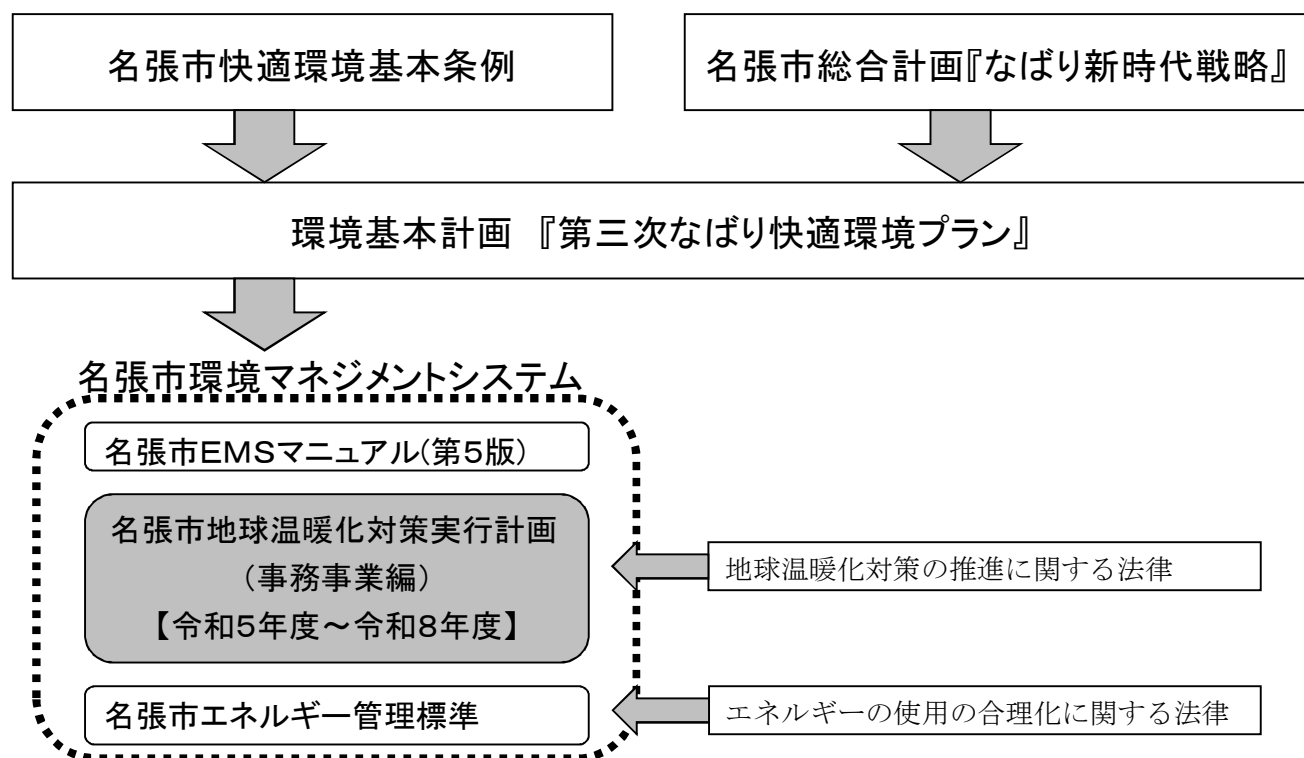 名張市快適環境基本条例
名張市総合計画『なばり新時代戦略』
環境基本計画 『第三次なばり快適環境プラン』
名張市環境マネジメントシステム
名張市EMSマニュアル(第5版)
名張市地球温暖化対策実行計画
(事務事業編)
【令和5年度~令和8年度】
地球温暖化対策の推進に関する法律
名張市エネルギー管理標準
エネルギーの使用の合理化に関する法律